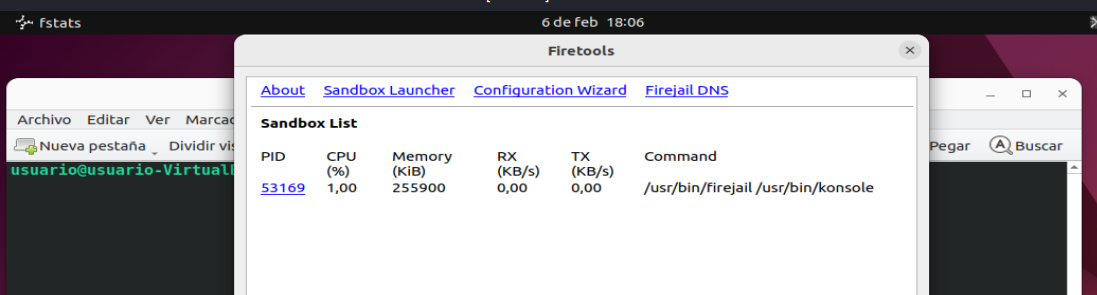 fstats 6 de feb 18:06
Firetools
About Sandbox Launcher Configuration Wizard Firejail DNS
Archivo Editar Ver Marcad
Sandbox List
Nueva pestaña Dividir vis Pegar Buscar
PID CPU (%) Memory (KiB) RX (KB/s) TX (KB/s) Command
usuario@usuario-Virtual
53169 1,00 255900 0,00 0,00 /usr/bin/firejail /usr/bin/konsole